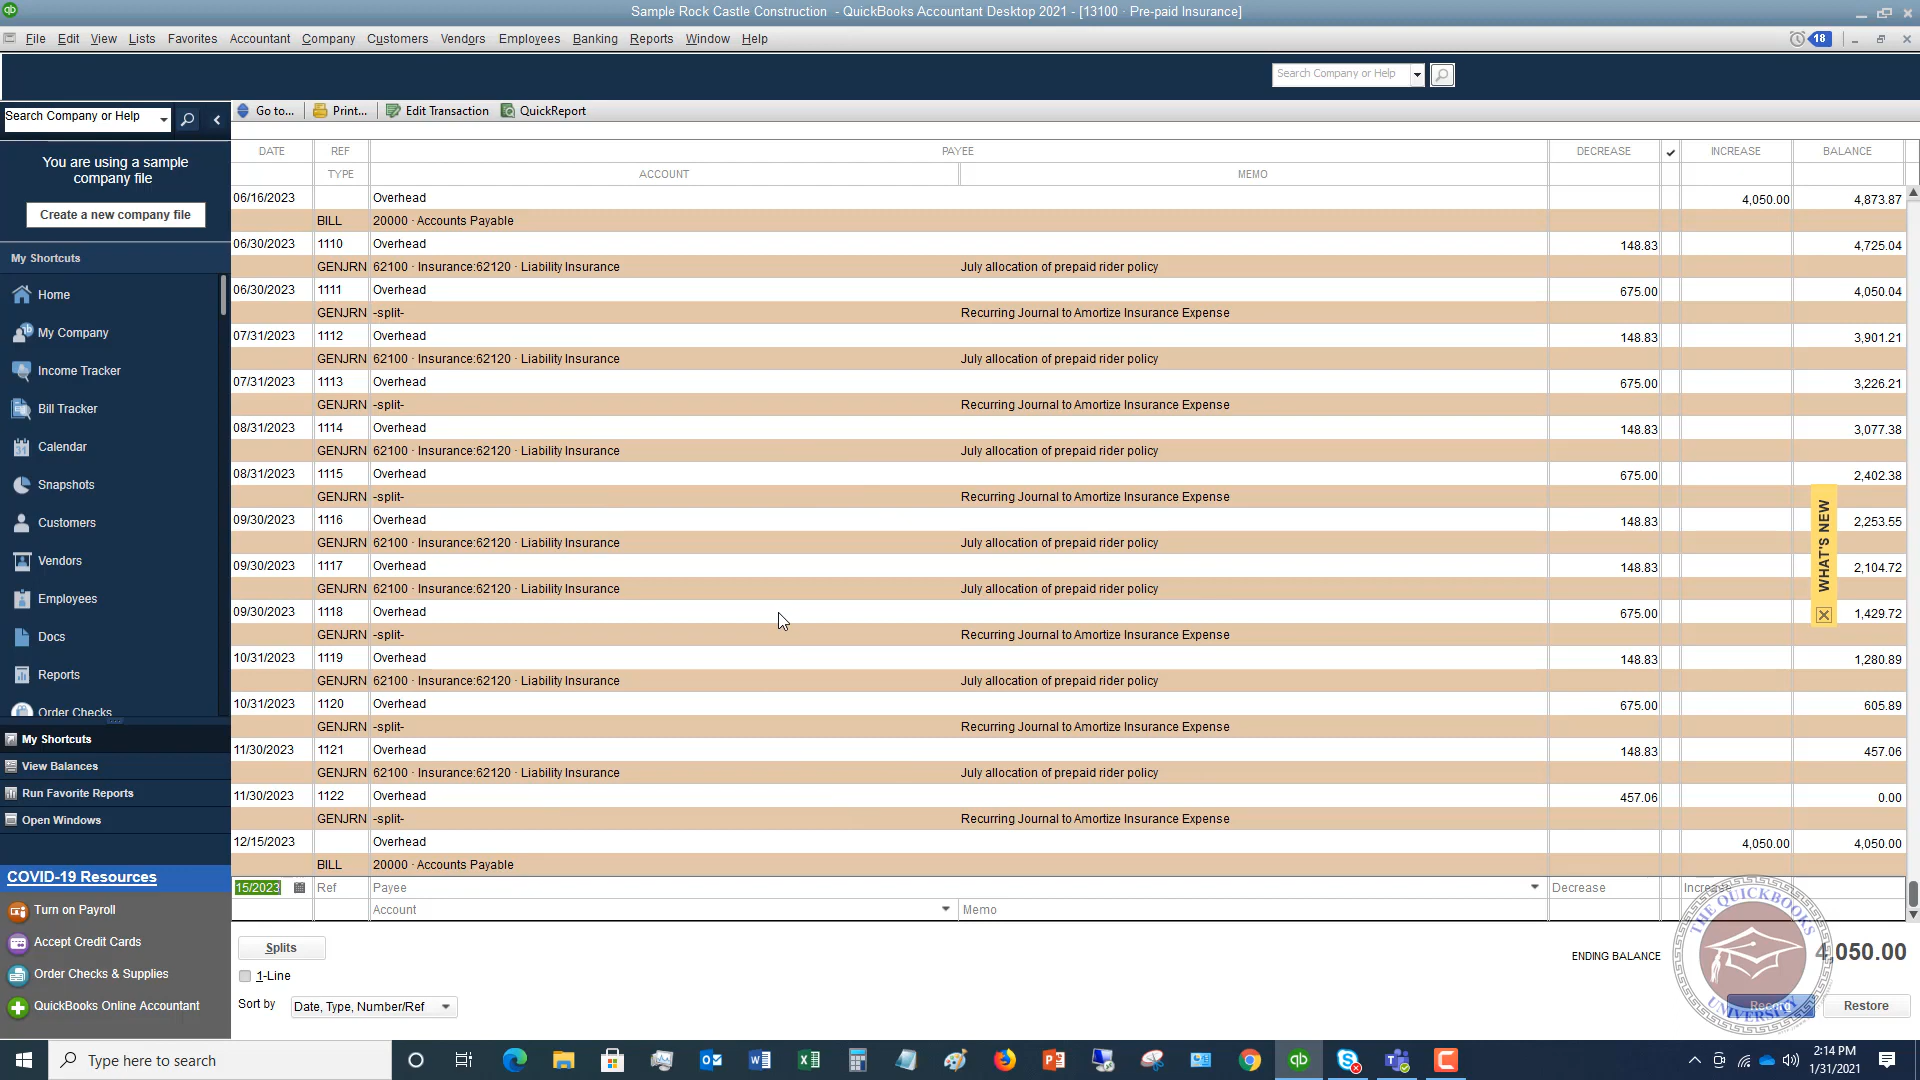 Sample Rock Castle Construction - QuickBooks Accountant Desktop 2021 - [13100 · Pre-paid Insurance]
File Edit View Lists Favorites Accountant Company Customers Vendors Employees Banking Reports Window Help
18
Search Company or Help
Search Company or Help
Go to... Print... Edit Transaction QuickReport
You are using a sample company file
Create a new company file
My Shortcuts
Home
My Company
Income Tracker
Bill Tracker
Calendar
Snapshots
Customers
Vendors
Employees
Docs
Reports
Order Checks
My Shortcuts
View Balances
Run Favorite Reports
Open Windows
COVID-19 Resources
Turn on Payroll
Accept Credit Cards
Order Checks & Supplies
QuickBooks Online Accountant
DATE REF PAYEE DECREASE ✓ INCREASE BALANCE
TYPE ACCOUNT MEMO
06/16/2023 Overhead 4,050.00 4,873.87
BILL 20000 · Accounts Payable
06/30/2023 1110 Overhead 148.83 4,725.04
GENJRN 62100 · Insurance:62120 · Liability Insurance July allocation of prepaid rider policy
06/30/2023 1111 Overhead 675.00 4,050.04
GENJRN -split- Recurring Journal to Amortize Insurance Expense
07/31/2023 1112 Overhead 148.83 3,901.21
GENJRN 62100 · Insurance:62120 · Liability Insurance July allocation of prepaid rider policy
07/31/2023 1113 Overhead 675.00 3,226.21
GENJRN -split- Recurring Journal to Amortize Insurance Expense
08/31/2023 1114 Overhead 148.83 3,077.38
GENJRN 62100 · Insurance:62120 · Liability Insurance July allocation of prepaid rider policy
08/31/2023 1115 Overhead 675.00 2,402.38
GENJRN -split- Recurring Journal to Amortize Insurance Expense
09/30/2023 1116 Overhead 148.83 2,253.55
GENJRN 62100 · Insurance:62120 · Liability Insurance July allocation of prepaid rider policy
09/30/2023 1117 Overhead 148.83 2,104.72
GENJRN 62100 · Insurance:62120 · Liability Insurance July allocation of prepaid rider policy
09/30/2023 1118 Overhead 675.00 1,429.72
GENJRN -split- Recurring Journal to Amortize Insurance Expense
10/31/2023 1119 Overhead 148.83 1,280.89
GENJRN 62100 · Insurance:62120 · Liability Insurance July allocation of prepaid rider policy
10/31/2023 1120 Overhead 675.00 605.89
GENJRN -split- Recurring Journal to Amortize Insurance Expense
11/30/2023 1121 Overhead 148.83 457.06
GENJRN 62100 · Insurance:62120 · Liability Insurance July allocation of prepaid rider policy
11/30/2023 1122 Overhead 457.06 0.00
GENJRN -split- Recurring Journal to Amortize Insurance Expense
12/15/2023 Overhead 4,050.00 4,050.00
BILL 20000 · Accounts Payable
15/2023 Ref Payee Decrease Increase
Account Memo
WHAT'S NEW
Splits
1-Line
Sort by Date, Type, Number/Ref
ENDING BALANCE 4,050.00
Record Restore
THE QUICKBOOKS UNIVERSITY
Type here to search
2:14 PM
1/31/2021